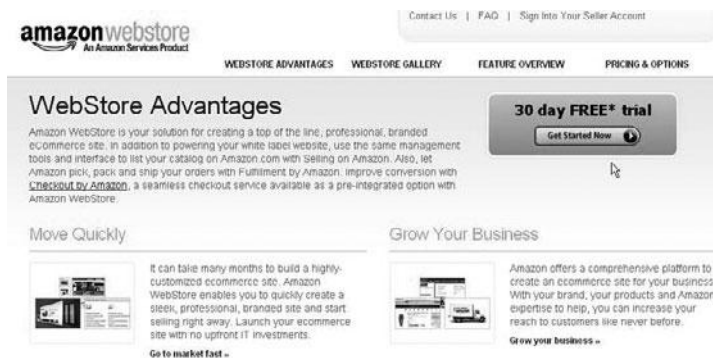 Contact Us | FAQ | Sign Into Your Seller Account
amazonwebstore
An Amazon Services Product
WEBSTORE ADVANTAGES WEBSTORE GALLERY FEATURE OVERVIEW PRICING & OPTIONS
WebStore Advantages
Amazon WebStore is your solution for creating a top of the line, professional, branded
eCommerce site. In addition to powering your white label website, use the same management
tools and interface to list your catalog on Amazon.com with Selling on Amazon. Also, let
Amazon pick, pack and ship your orders with Fulfillment by Amazon. Improve conversion with
Checkout by Amazon, a seamless checkout service available as a pre-integrated option with
Amazon WebStore.
30 day FREE* trial
Get Started Now
Move Quickly
It can take many months to build a highly-
customized ecommerce site. Amazon
WebStore enables you to quickly create a
sleek, professional, branded site and start
selling right away. Launch your ecommerce
site with no upfront IT investments.
Go to market fast »
Grow Your Business
Amazon offers a comprehensive platform to
create an ecommerce site for your business
With your brand, your products and Amazon
expertise to help, you can increase your
reach to customers like never before.
Grow your business »